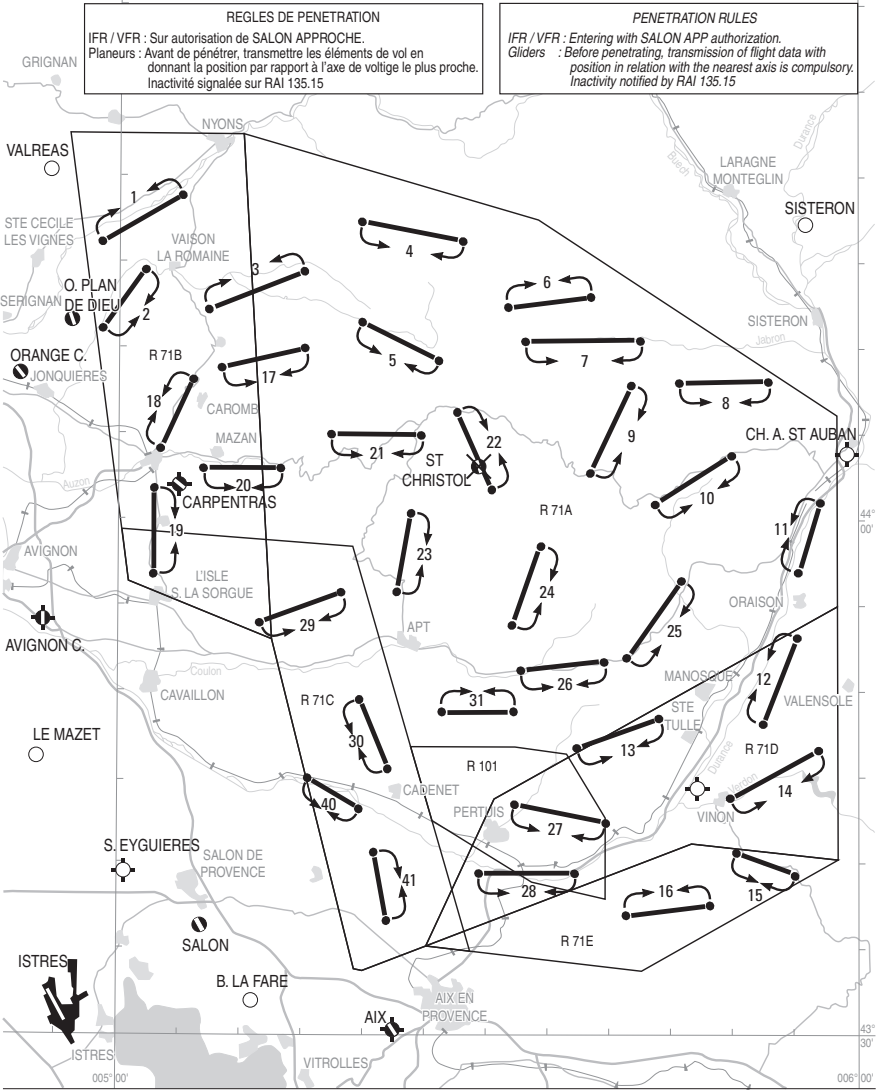 REGLES DE PENETRATION
IFR / VFR : Sur autorisation de SALON APPROCHE.
Planeurs : Avant de pénétrer, transmettre les éléments de vol en
donnant la position par rapport à l'axe de voltige le plus proche.
Inactivité signalée sur RAI 135.15
PENETRATION RULES
IFR / VFR : Entering with SALON APP authorization.
Gliders : Before penetrating, transmission of flight data with
position in relation with the nearest axis is compulsory.
Inactivity notified by RAI 135.15
GRIGNAN
NYONS
VALREAS
Buech
Durance
LARAGNE
MONTEGLIN
1
SISTERON
STE CECILE
LES VIGNES
VAISON
LA ROMAINE
4
3
O. PLAN
DE DIEU
SERIGNAN
2
6
SISTERON
Jabron
R 71B
5
7
ORANGE C.
JONQUIERES
17
18
CAROMB
8
9
MAZAN
21
22
CH. A. ST AUBAN
ST
CHRISTOL
Auzon
20
CARPENTRAS
10
R 71A
44°
00'
19
23
11
AVIGNON
L'ISLE
S. LA SORGUE
24
ORAISON
29
25
APT
AVIGNON C.
Coulon
26
MANOSQUE
12
CAVAILLON
R 71C
31
STE
TULLE
VALENSOLE
LE MAZET
30
13
R 71D
R 101
Durance
Verdon
14
CADENET
40
PERTUIS
27
VINON
S. EYGUIERES
SALON DE
PROVENCE
41
28
16
15
SALON
R 71E
ISTRES
B. LA FARE
AIX EN
PROVENCE
AIX
43°
30'
ISTRES
VITROLLES
005° 00'
006° 00'